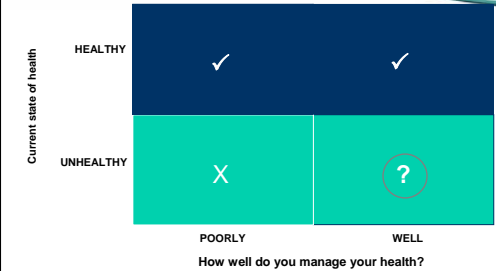 Current state of health
HEALTHY
✓ ✓
UNHEALTHY
X ?
POORLY WELL
How well do you manage your health?